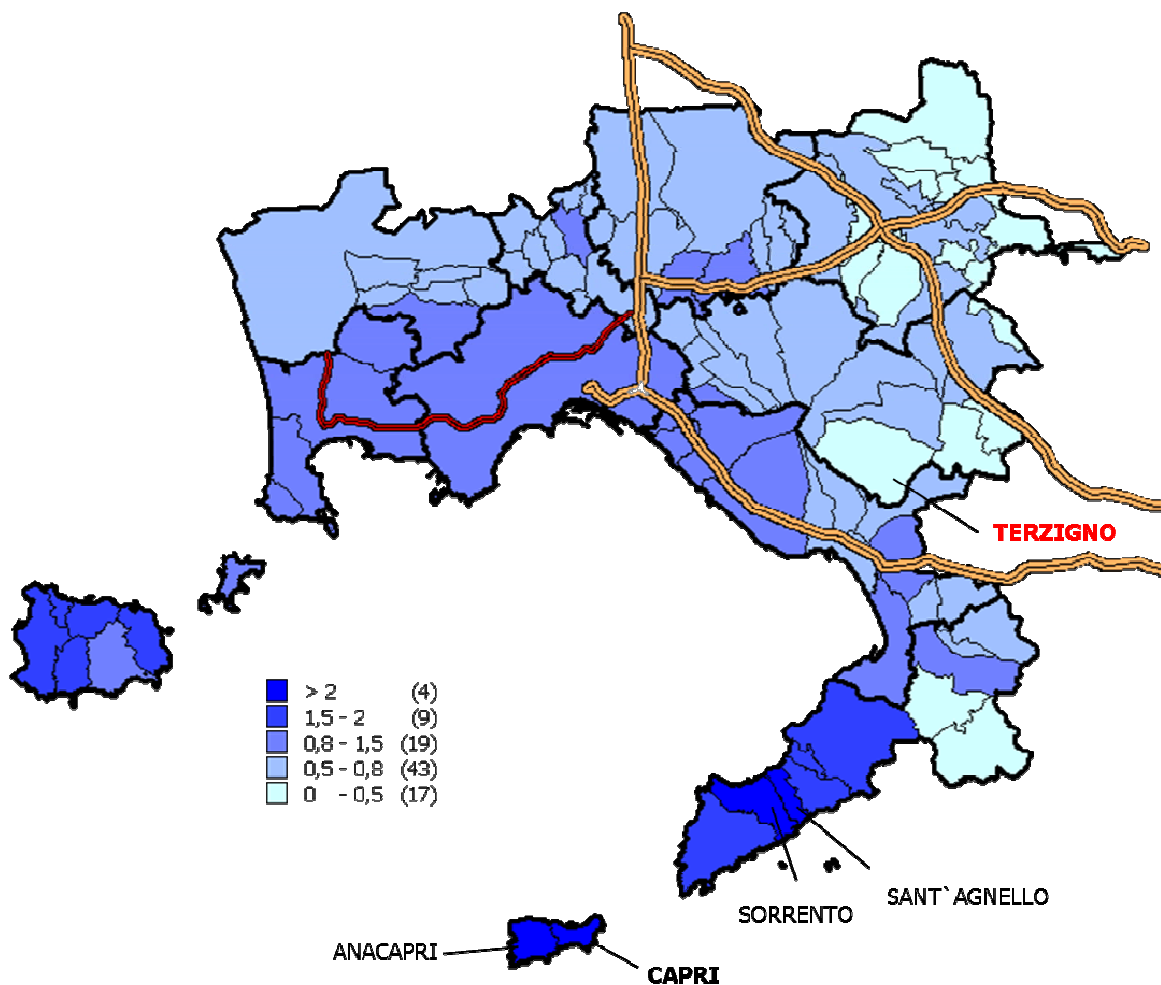 TERZIGNO
> 2 (4)
1,5 - 2 (9)
0,8 - 1,5 (19)
0,5 - 0,8 (43)
0 - 0,5 (17)
SANT`AGNELLO
SORRENTO
ANACAPRI
CAPRI